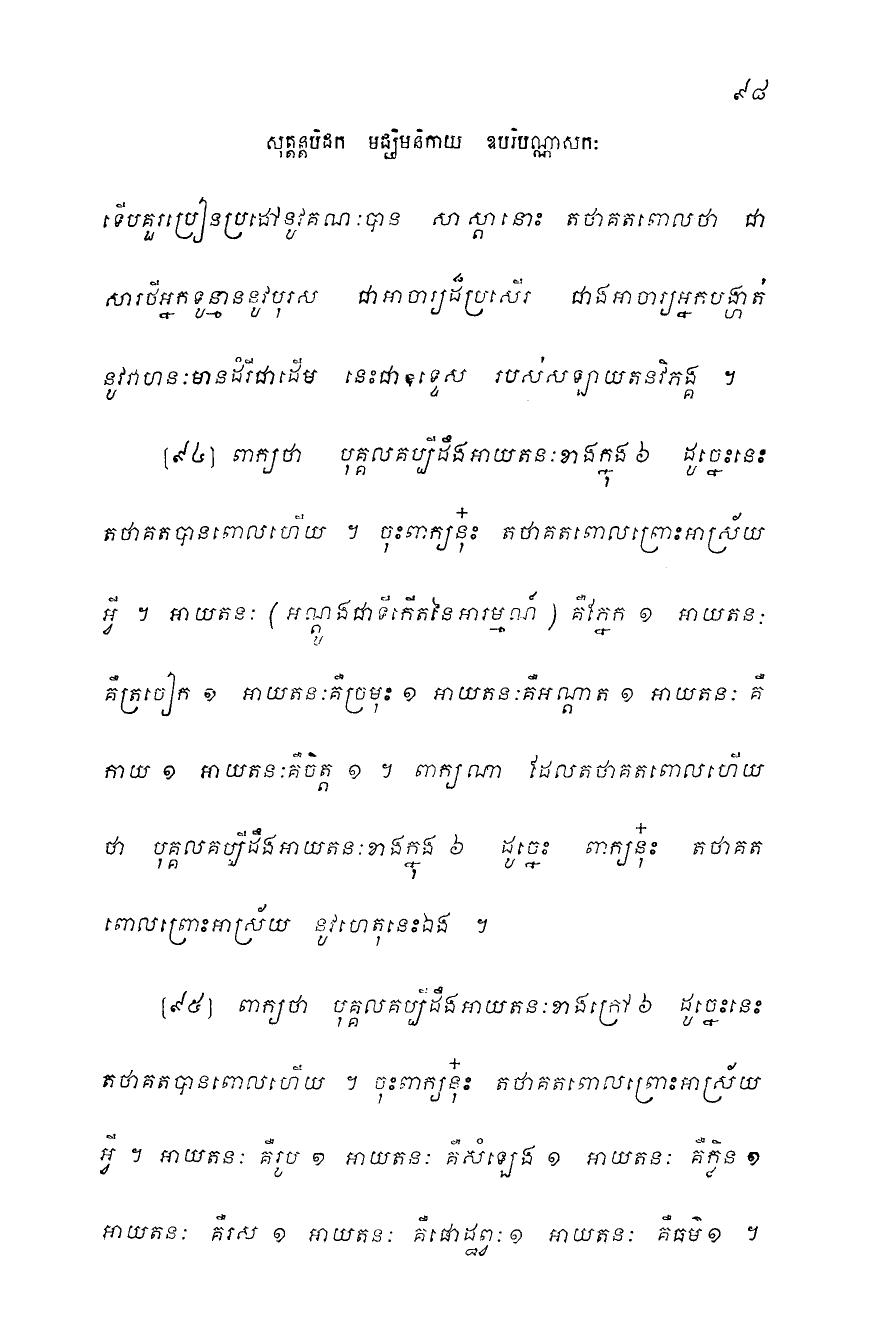 ៩៨
សុត្តន្តបិដក មជ្ឈិមនិកាយ ឧបរិបណ្ណាសកៈ
ទើបគួរប្រៀនប្រដៅនូវគណៈបាន សាស្តានោះ តថាគតពោលថា ជា
សារថីអ្នកទូន្មាននូវបុរស ជាអាចារ្យដ៏ប្រសើរ ជាងអាចារ្យអ្នកបង្ហាត់
នូវវាហនៈមានដំរីជាដើម នេះជាឧទ្ទេស របស់សឡាយតនវិភង្គ ។
[៩៤] ពាក្យថា បុគ្គលគប្បីដឹងអាយតនៈខាងក្នុង ៦ ដូច្នេះនេះ
តថាគតបានពោលហើយ ។ ចុះពាក្យនុ៎ះ តថាគតពោលព្រោះអាស្រ័យ
អ្វី ។ អាយតនៈ (អណ្តូងជាទីកើតនៃអារម្មណ៍) គឺភ្នែក ១ អាយតនៈ
គឺត្រចៀក ១ អាយតនៈគឺច្រមុះ ១ អាយតនៈគឺអណ្តាត ១ អាយតនៈ គឺ
កាយ ១ អាយតនៈគឺចិត្ត ១ ។ ពាក្យណា ដែលតថាគតពោលហើយ
ថា បុគ្គលគប្បីដឹងអាយតនៈខាងក្នុង ៦ ដូច្នេះ ពាក្យនុ៎ះ តថាគត
ពោលព្រោះអាស្រ័យ នូវហេតុនេះឯង ។
[៩៥] ពាក្យថា បុគ្គលគប្បីដឹងអាយតនៈខាងក្រៅ ៦ ដូច្នេះនេះ
តថាគតបានពោលហើយ ។ ចុះពាក្យនុ៎ះ តថាគតពោលព្រោះអាស្រ័យ
អ្វី ។ អាយតនៈ គឺរូប ១ អាយតនៈ គឺសំឡេង ១ អាយតនៈ គឺក្លិន ១
អាយតនៈ គឺរស ១ អាយតនៈ គឺផោដ្ឋព្វៈ ១ អាយតនៈ គឺធម៌ ១ ។